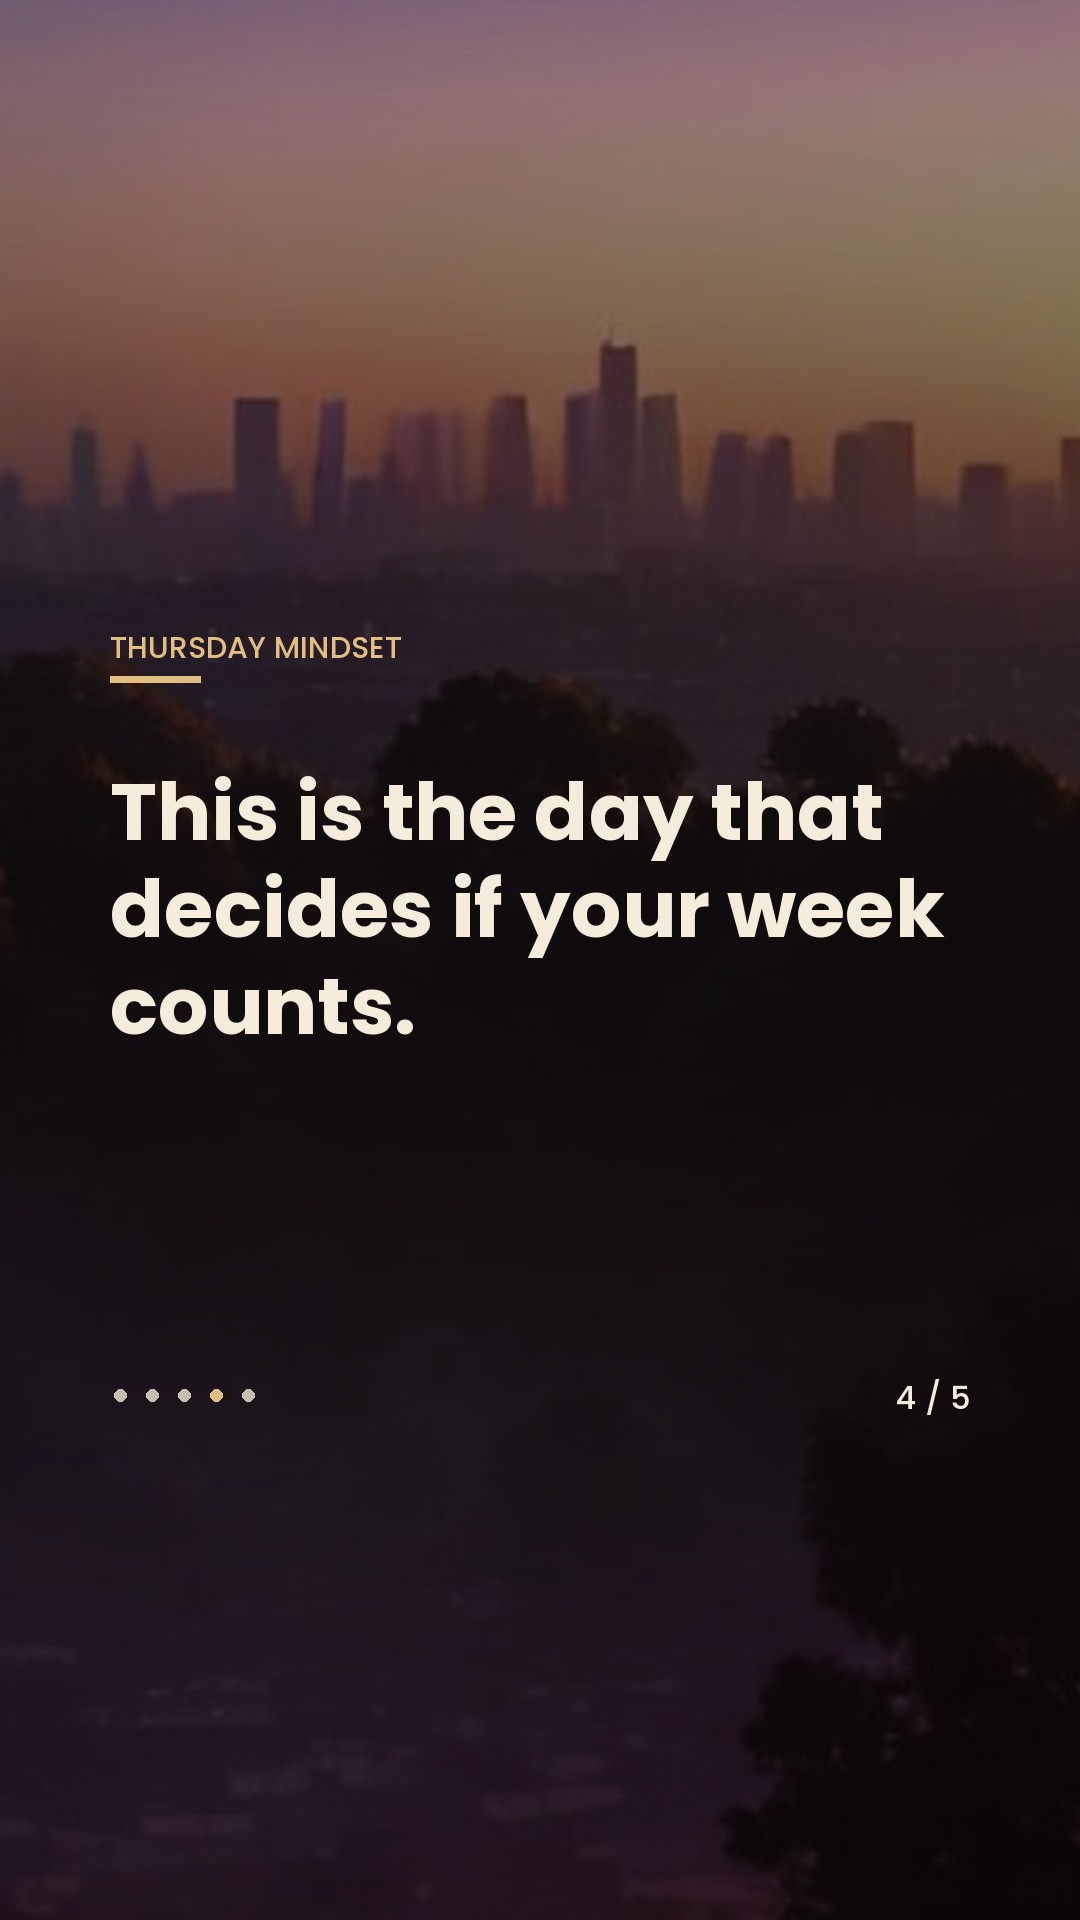 THURSDAY MINDSET
This is the day that
decides if your week
counts.
4 / 5